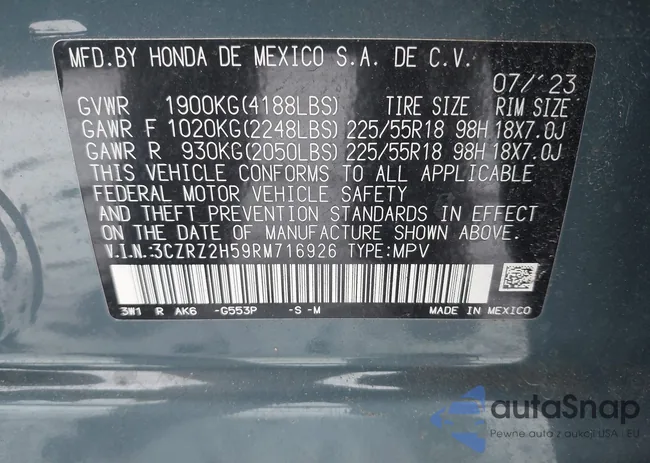 MFD.BY HONDA DE MEXICO S.A. DE C.V.
07/'23
GVWR 1900KG(4188LBS) TIRE SIZE RIM SIZE
GAWR F 1020KG(2248LBS) 225/55R18 98H 18X7.0J
GAWR R 930KG(2050LBS) 225/55R18 98H 18X7.0J
THIS VEHICLE CONFORMS TO ALL APPLICABLE
FEDERAL MOTOR VEHICLE SAFETY
AND THEFT PREVENTION STANDARDS IN EFFECT
ON THE DATE OF MANUFACTURE SHOWN ABOVE.
V.I.N.:3CZRZ2H59RM716926 TYPE:MPV
3W1 R AK6 -G553P -S -M MADE IN MEXICO
autaSnap
Pewne auta z aukcji USA i EU